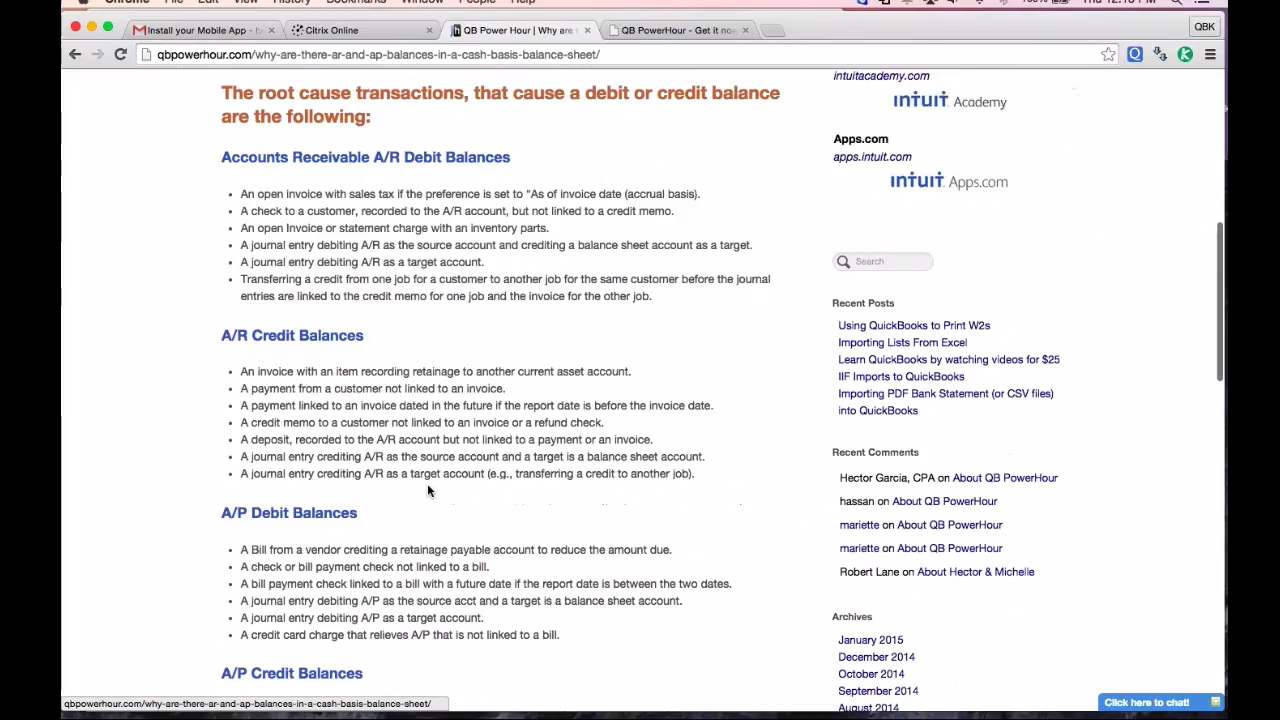 Chrome File Edit View History Bookmarks Window People Help
Install your Mobile App - h
Citrix Online
QB Power Hour | Why are
QB PowerHour - Get it now
QBK
qbpowerhour.com/why-are-there-ar-and-ap-balances-in-a-cash-basis-balance-sheet/
The root cause transactions, that cause a debit or credit balance
are the following:
Accounts Receivable A/R Debit Balances
An open invoice with sales tax if the preference is set to "As of invoice date (accrual basis).
A check to a customer, recorded to the A/R account, but not linked to a credit memo.
An open Invoice or statement charge with an inventory parts.
A journal entry debiting A/R as the source account and crediting a balance sheet account as a target.
A journal entry debiting A/R as a target account.
Transferring a credit from one job for a customer to another job for the same customer before the journal
entries are linked to the credit memo for one job and the invoice for the other job.
A/R Credit Balances
An invoice with an item recording retainage to another current asset account.
A payment from a customer not linked to an invoice.
A payment linked to an invoice dated in the future if the report date is before the invoice date.
A credit memo to a customer not linked to an invoice or a refund check.
A deposit, recorded to the A/R account but not linked to a payment or an invoice.
A journal entry crediting A/R as the source account and a target is a balance sheet account.
A journal entry crediting A/R as a target account (e.g., transferring a credit to another job).
A/P Debit Balances
A Bill from a vendor crediting a retainage payable account to reduce the amount due.
A check or bill payment check not linked to a bill.
A bill payment check linked to a bill with a future date if the report date is between the two dates.
A journal entry debiting A/P as the source acct and a target is a balance sheet account.
A journal entry debiting A/P as a target account.
A credit card charge that relieves A/P that is not linked to a bill.
A/P Credit Balances
intuitacademy.com
intuit Academy
Apps.com
apps.intuit.com
intuit Apps.com
Search
Recent Posts
Using QuickBooks to Print W2s
Importing Lists From Excel
Learn QuickBooks by watching videos for $25
IIF Imports to QuickBooks
Importing PDF Bank Statement (or CSV files)
into QuickBooks
Recent Comments
Hector Garcia, CPA on About QB PowerHour
hassan on About QB PowerHour
mariette on About QB PowerHour
mariette on About QB PowerHour
Robert Lane on About Hector & Michelle
Archives
January 2015
December 2014
October 2014
September 2014
August 2014
qbpowerhour.com/why-are-there-ar-and-ap-balances-in-a-cash-basis-balance-sheet/
Click here to chat!